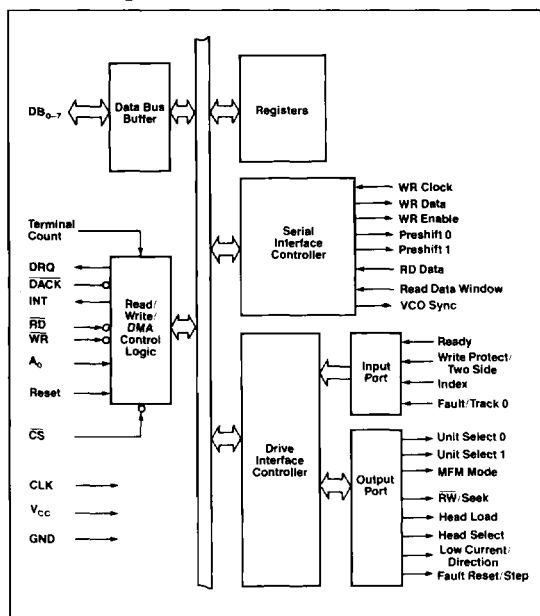 DB0–7
Data Bus
Buffer
Registers
Terminal
Count
DRQ
DACK
INT
RD
WR
A0
Reset
CS
CLK
VCC
GND
Read/
Write/
DMA
Control
Logic
Serial
Interface
Controller
WR Clock
WR Data
WR Enable
Preshift 0
Preshift 1
RD Data
Read Data Window
VCO Sync
Drive
Interface
Controller
Input
Port
Ready
Write Protect/
Two Side
Index
Fault/Track 0
Output
Port
Unit Select 0
Unit Select 1
MFM Mode
RW/Seek
Head Load
Head Select
Low Current/
Direction
Fault Reset/Step